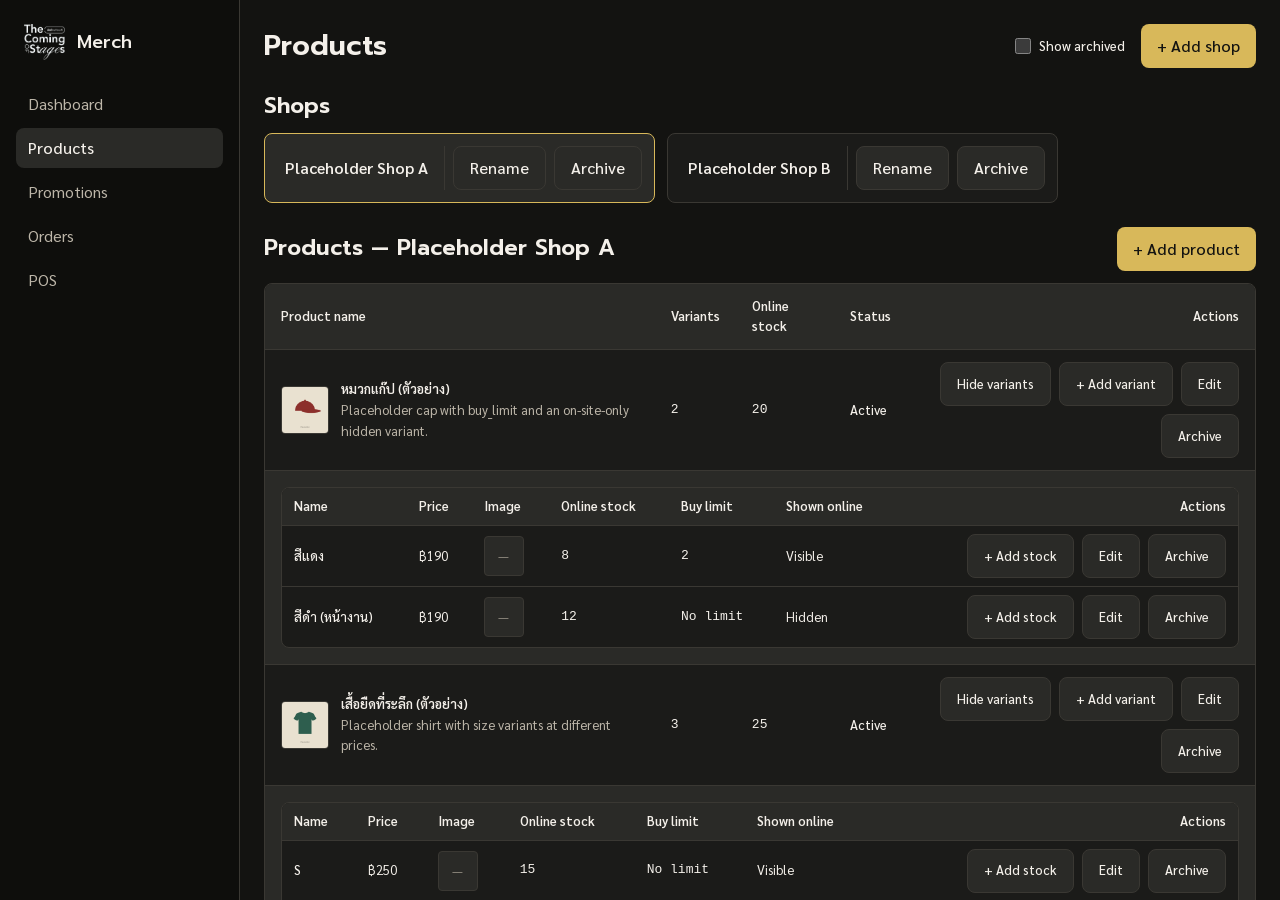 The
Coming
Stages
Merch
Dashboard
Products
Promotions
Orders
POS
Products
Show archived
+ Add shop
Shops
Placeholder Shop A
Rename
Archive
Placeholder Shop B
Rename
Archive
Products — Placeholder Shop A
+ Add product
Product name
Variants
Online
stock
Status
Actions
หมวกแก๊ป (ตัวอย่าง)
Placeholder cap with buy_limit and an on-site-only
hidden variant.
2
20
Active
Hide variants
+ Add variant
Edit
Archive
Name
Price
Image
Online stock
Buy limit
Shown online
Actions
สีแดง
฿190
—
8
2
Visible
+ Add stock
Edit
Archive
สีดำ (หน้างาน)
฿190
—
12
No limit
Hidden
+ Add stock
Edit
Archive
เสื้อยืดที่ระลึก (ตัวอย่าง)
Placeholder shirt with size variants at different
prices.
3
25
Active
Hide variants
+ Add variant
Edit
Archive
Name
Price
Image
Online stock
Buy limit
Shown online
Actions
S
฿250
—
15
No limit
Visible
+ Add stock
Edit
Archive